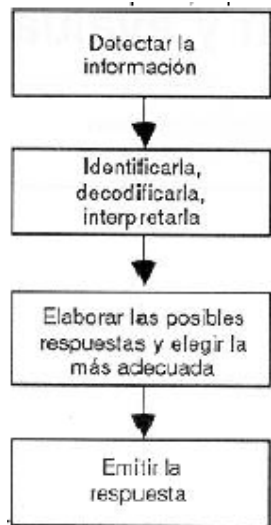 Detectar la
información
Identificarla,
decodificarla,
interpretarla
Elaborar las posibles
respuestas y elegir la
más adecuada
Emitir la
respuesta